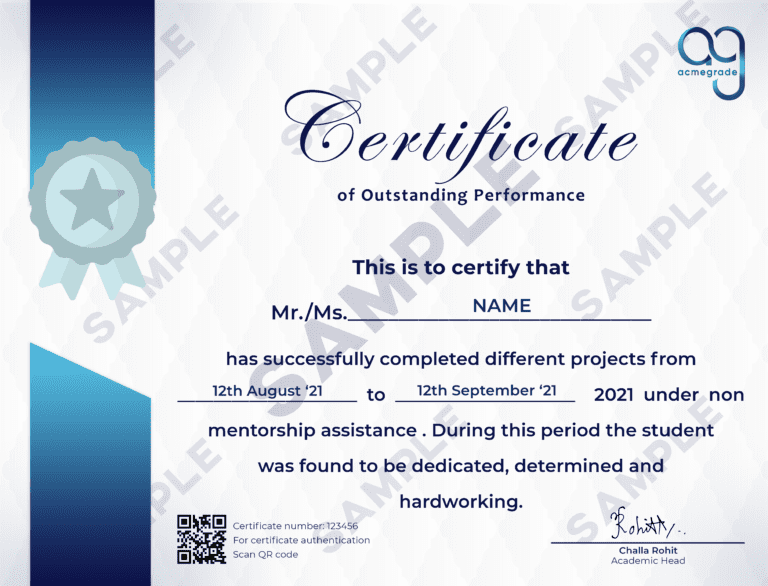 acmegrade
Certificate
of Outstanding Performance
This is to certify that
Mr./Ms. NAME
has successfully completed different projects from
12th August ‘21 to 12th September ‘21 2021 under non
mentorship assistance . During this period the student
was found to be dedicated, determined and
hardworking.
Certificate number: 123456
For certificate authentication
Scan QR code
Rohit
Challa Rohit
Academic Head
SAMPLE
SAMPLE
SAMPLE
SAMPLE
SAMPLE
SAMPLE
SAMPLE
SAMPLE
SAMPLE